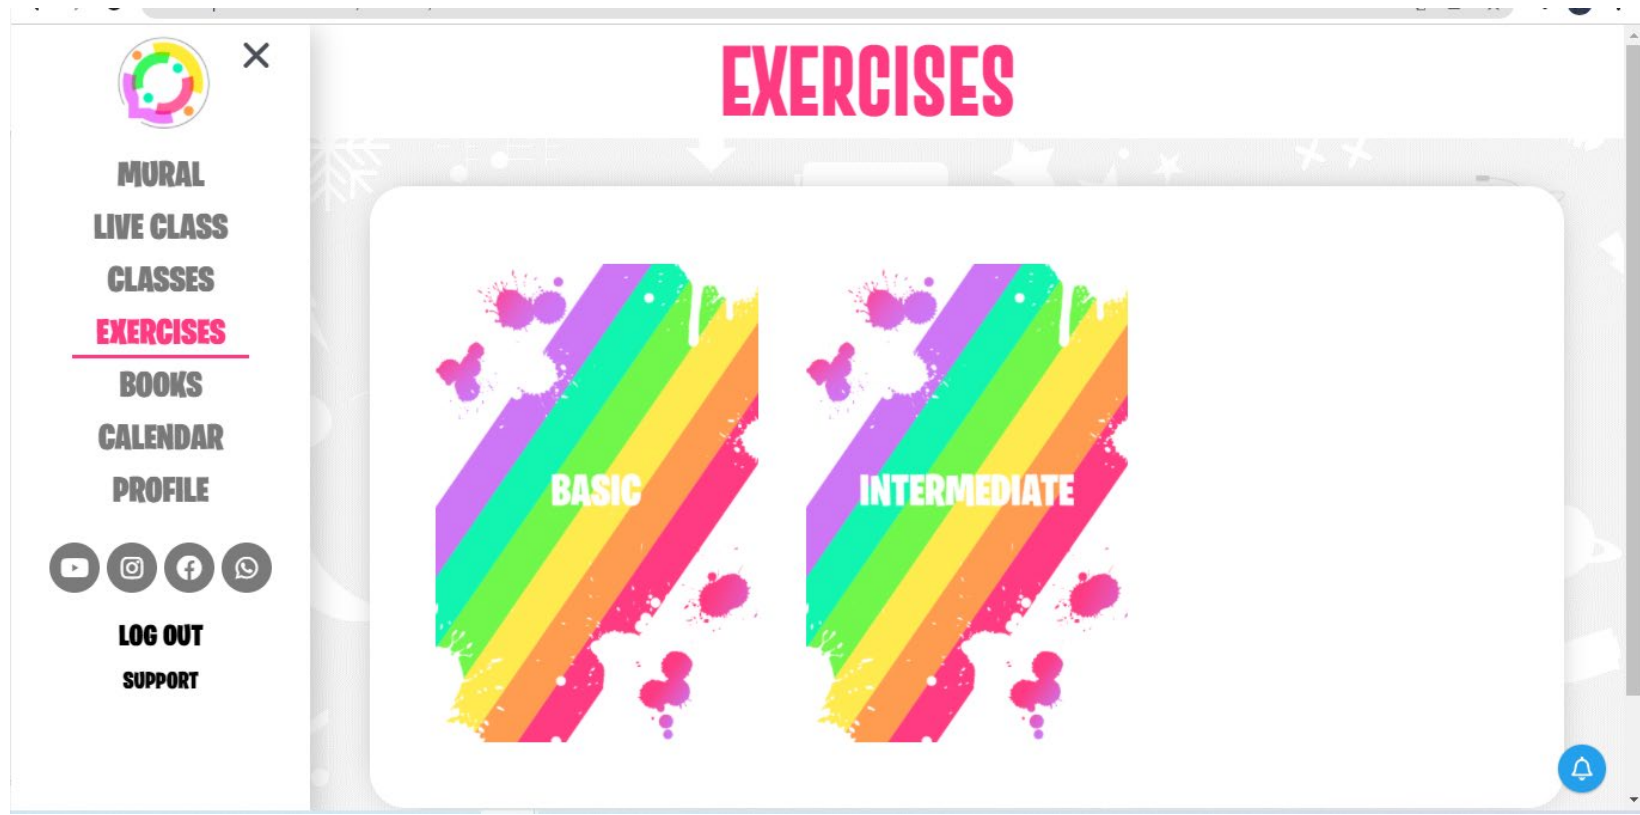 EXERCISES
MURAL
LIVE CLASS
CLASSES
EXERCISES
BOOKS
CALENDAR
PROFILE
LOG OUT
SUPPORT
BASIC
INTERMEDIATE